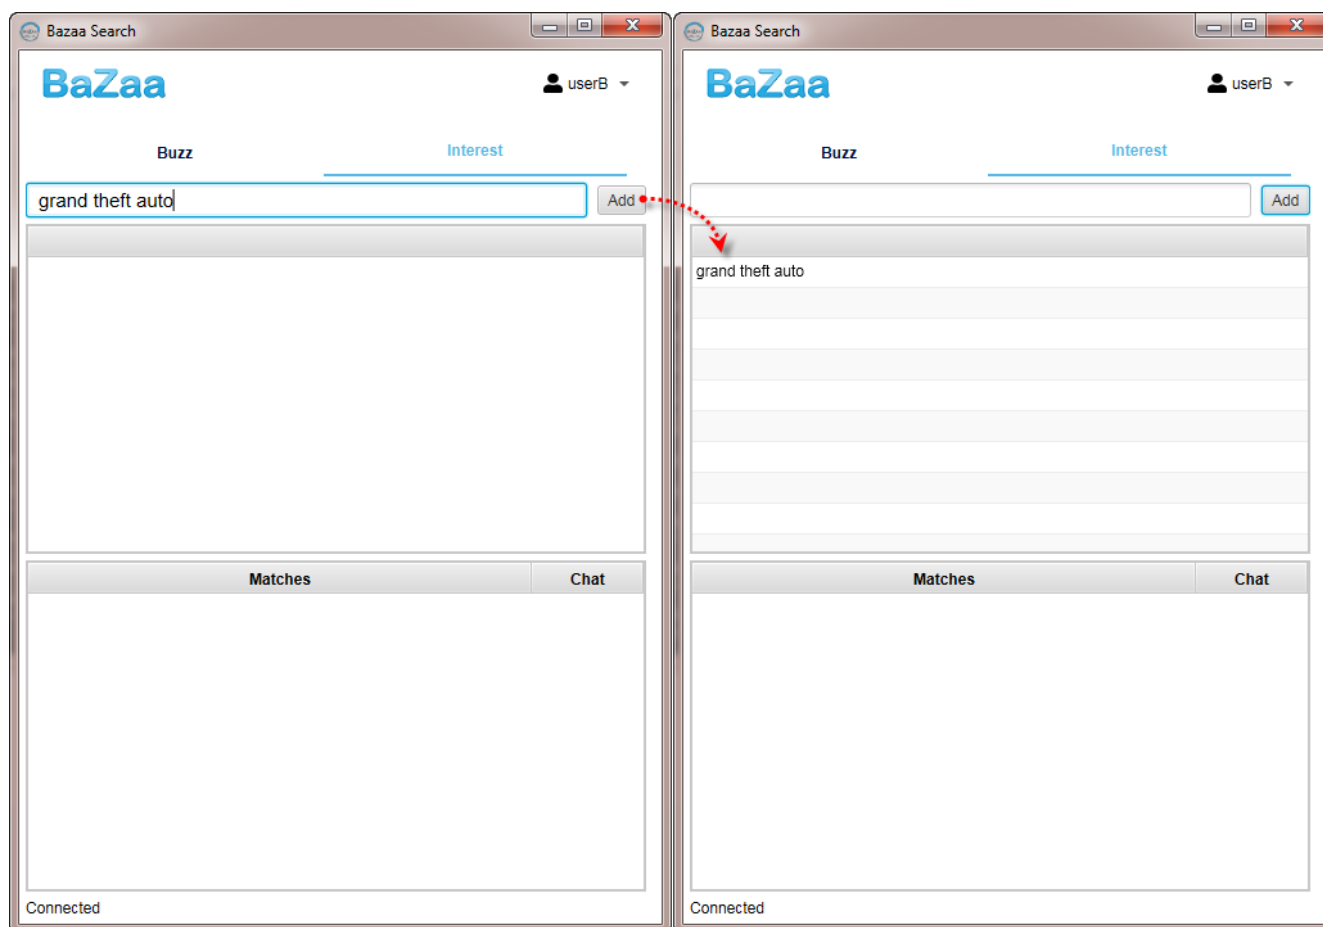 Bazaa Search
BaZaa
userB
Buzz Interest
grand theft auto Add
Matches Chat
Connected
Bazaa Search
BaZaa
userB
Buzz Interest
Add
grand theft auto
Matches Chat
Connected